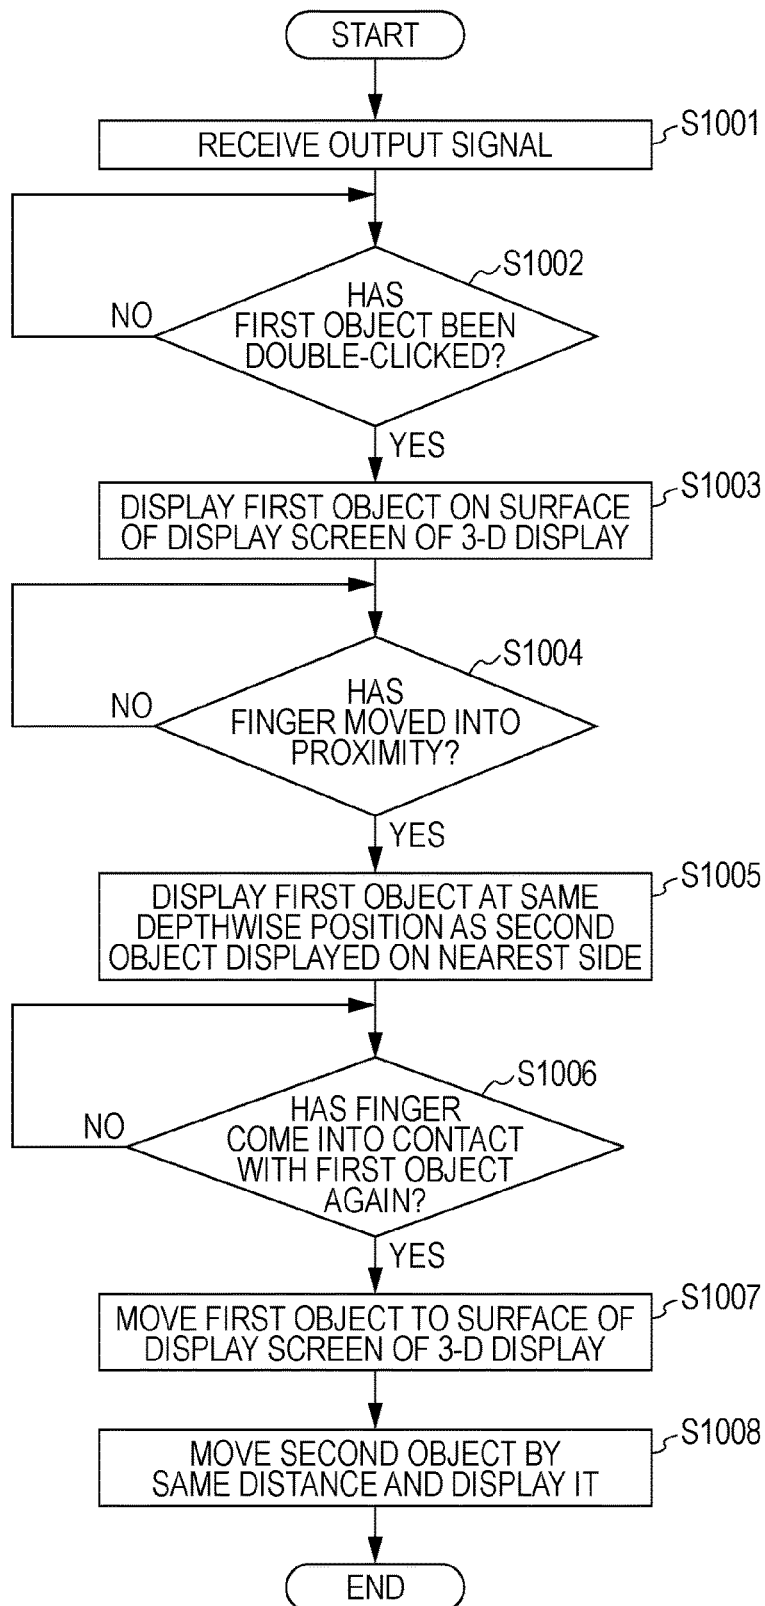 START
RECEIVE OUTPUT SIGNAL
S1001
S1002
HAS
FIRST OBJECT BEEN
DOUBLE-CLICKED?
NO
YES
S1003
DISPLAY FIRST OBJECT ON SURFACE
OF DISPLAY SCREEN OF 3-D DISPLAY
S1004
HAS
FINGER MOVED INTO
PROXIMITY?
NO
YES
S1005
DISPLAY FIRST OBJECT AT SAME
DEPTHWISE POSITION AS SECOND
OBJECT DISPLAYED ON NEAREST SIDE
S1006
HAS FINGER
COME INTO CONTACT
WITH FIRST OBJECT
AGAIN?
NO
YES
S1007
MOVE FIRST OBJECT TO SURFACE OF
DISPLAY SCREEN OF 3-D DISPLAY
S1008
MOVE SECOND OBJECT BY
SAME DISTANCE AND DISPLAY IT
END